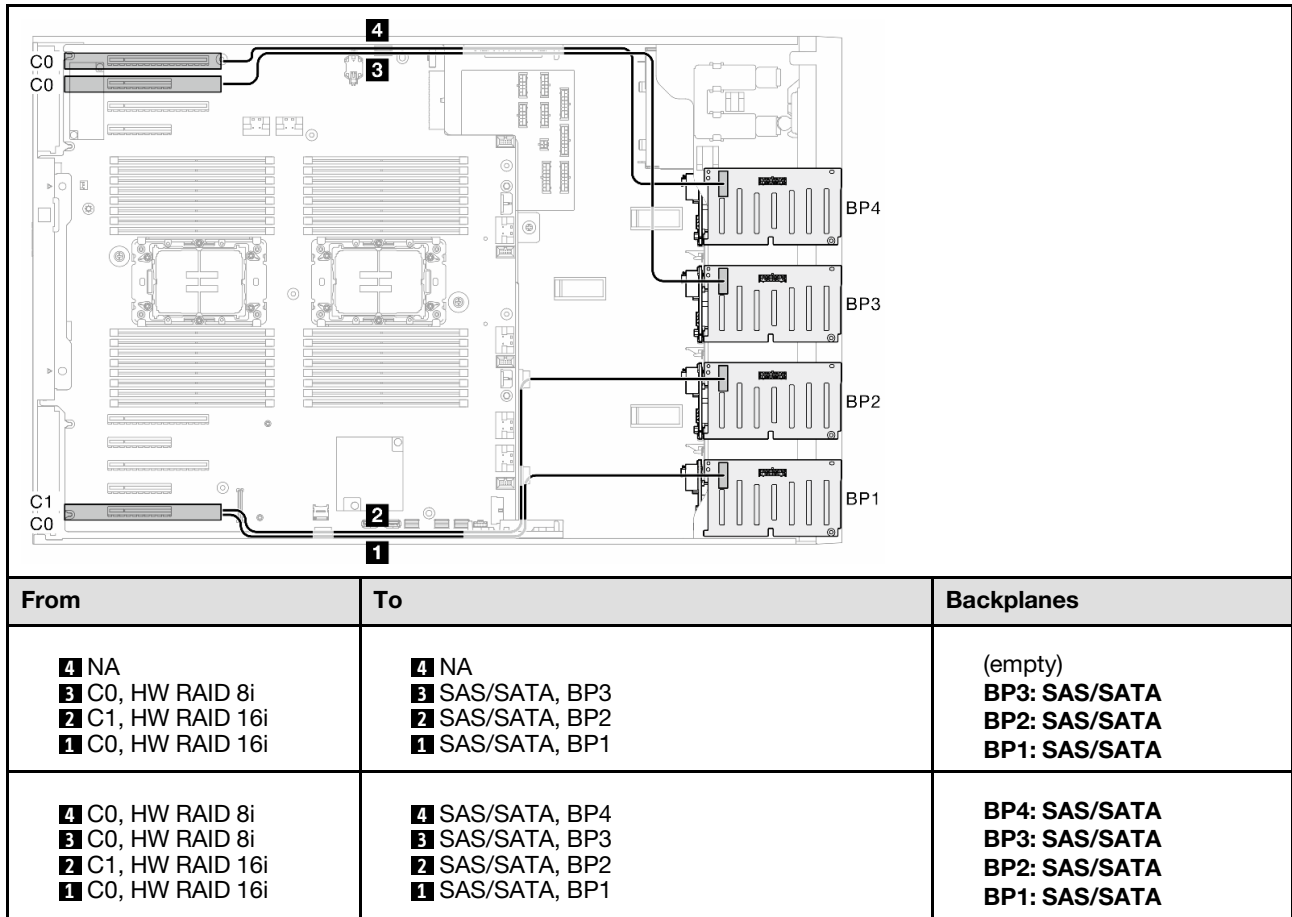 4
3
C0
C0
BP4
BP3
BP2
BP1
C1
C0
2
1
From To Backplanes
4 NA 4 NA (empty)
3 C0, HW RAID 8i 3 SAS/SATA, BP3 BP3: SAS/SATA
2 C1, HW RAID 16i 2 SAS/SATA, BP2 BP2: SAS/SATA
1 C0, HW RAID 16i 1 SAS/SATA, BP1 BP1: SAS/SATA
4 C0, HW RAID 8i 4 SAS/SATA, BP4 BP4: SAS/SATA
3 C0, HW RAID 8i 3 SAS/SATA, BP3 BP3: SAS/SATA
2 C1, HW RAID 16i 2 SAS/SATA, BP2 BP2: SAS/SATA
1 C0, HW RAID 16i 1 SAS/SATA, BP1 BP1: SAS/SATA